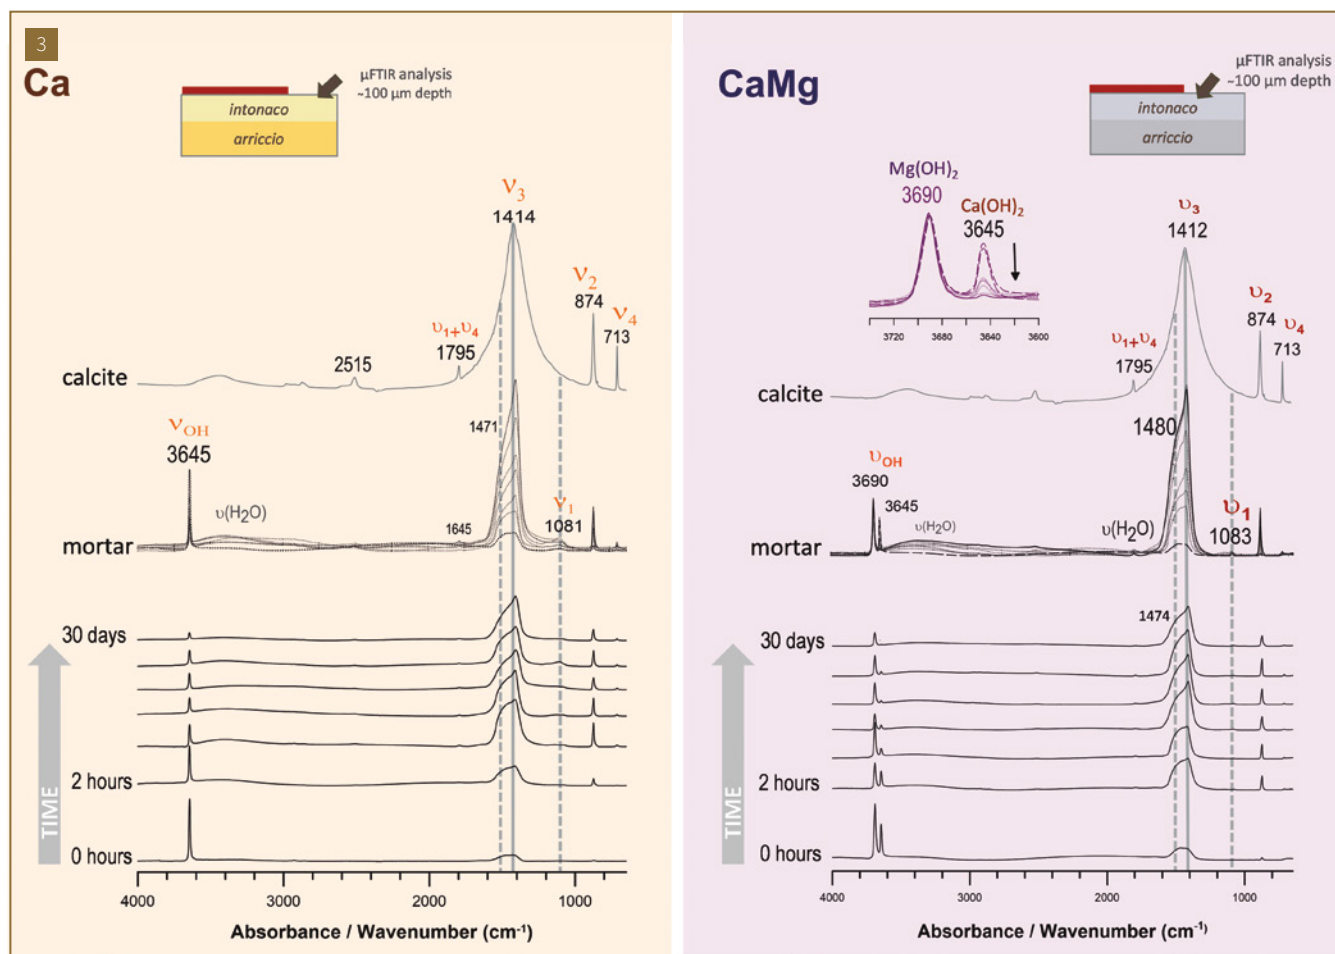 3
Ca
µFTIR analysis
~100 µm depth
intonaco
arriccio
ν3
1414
ν2
874
ν4
713
υ1+υ4
1795
2515
calcite
νOH
3645
1471
υ(H2O)
1645
ν1
1081
mortar
30 days
2 hours
0 hours
TIME
4000
3000
2000
1000
Absorbance / Wavenumber (cm-1)
CaMg
µFTIR analysis
~100 µm depth
intonaco
arriccio
Mg(OH)2
3690
Ca(OH)2
3645
3720
3680
3640
3600
υ3
1412
υ2
874
υ4
713
υ1+υ4
1795
calcite
1480
υOH
3690
3645
υ(H2O)
υ(H2O)
υ1
1083
mortar
1474
30 days
2 hours
0 hours
TIME
4000
3000
2000
1000
Absorbance / Wavenumber (cm-1)